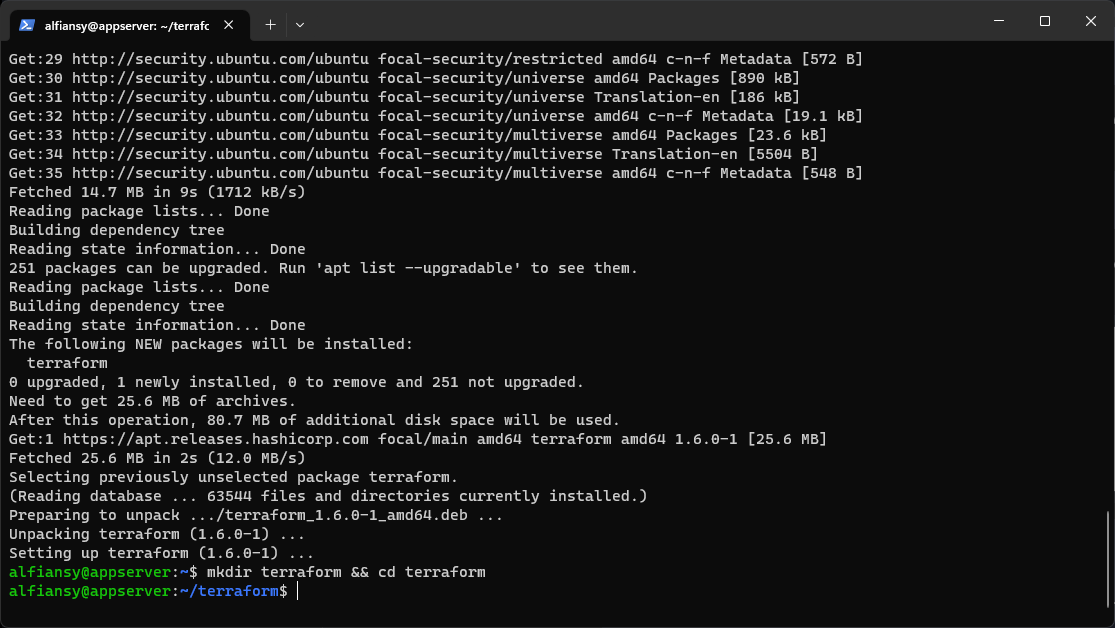 alfiansy@appserver: ~/terrafc
Get:29 http://security.ubuntu.com/ubuntu focal-security/restricted amd64 c-n-f Metadata [572 B]
Get:30 http://security.ubuntu.com/ubuntu focal-security/universe amd64 Packages [890 kB]
Get:31 http://security.ubuntu.com/ubuntu focal-security/universe Translation-en [186 kB]
Get:32 http://security.ubuntu.com/ubuntu focal-security/universe amd64 c-n-f Metadata [19.1 kB]
Get:33 http://security.ubuntu.com/ubuntu focal-security/multiverse amd64 Packages [23.6 kB]
Get:34 http://security.ubuntu.com/ubuntu focal-security/multiverse Translation-en [5504 B]
Get:35 http://security.ubuntu.com/ubuntu focal-security/multiverse amd64 c-n-f Metadata [548 B]
Fetched 14.7 MB in 9s (1712 kB/s)
Reading package lists... Done
Building dependency tree
Reading state information... Done
251 packages can be upgraded. Run 'apt list --upgradable' to see them.
Reading package lists... Done
Building dependency tree
Reading state information... Done
The following NEW packages will be installed:
  terraform
0 upgraded, 1 newly installed, 0 to remove and 251 not upgraded.
Need to get 25.6 MB of archives.
After this operation, 80.7 MB of additional disk space will be used.
Get:1 https://apt.releases.hashicorp.com focal/main amd64 terraform amd64 1.6.0-1 [25.6 MB]
Fetched 25.6 MB in 2s (12.0 MB/s)
Selecting previously unselected package terraform.
(Reading database ... 63544 files and directories currently installed.)
Preparing to unpack .../terraform_1.6.0-1_amd64.deb ...
Unpacking terraform (1.6.0-1) ...
Setting up terraform (1.6.0-1) ...
alfiansy@appserver:~$ mkdir terraform && cd terraform
alfiansy@appserver:~/terraform$